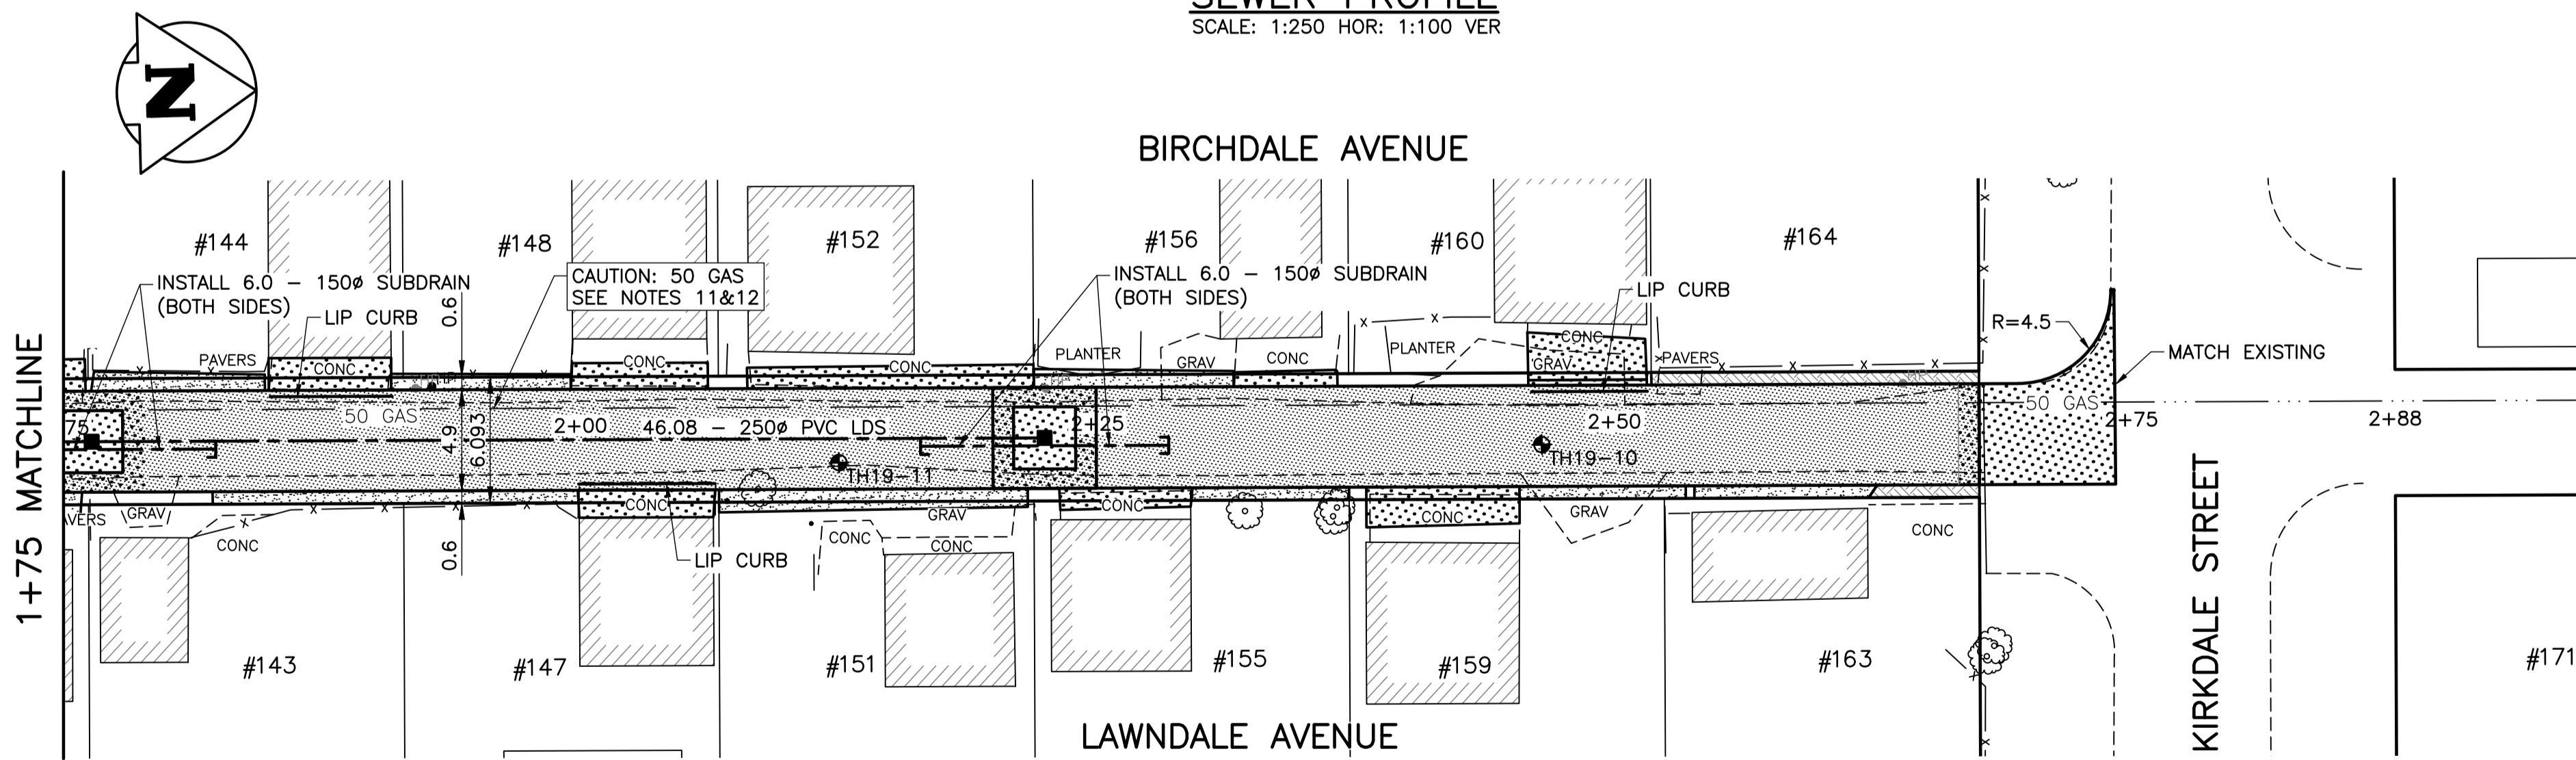 SEWER PROFILE
SCALE: 1:250 HOR: 1:100 VER
N
BIRCHDALE AVENUE
#144
#148
#152
#156
#160
#164
INSTALL 6.0 – 150ø SUBDRAIN
(BOTH SIDES)
LIP CURB
0.6
CAUTION: 50 GAS
SEE NOTES 11&12
INSTALL 6.0 – 150ø SUBDRAIN
(BOTH SIDES)
LIP CURB
R=4.5
MATCH EXISTING
PAVERS
CONC
CONC
CONC
PLANTER
GRAV
CONC
PLANTER
CONC
GRAV
PAVERS
1+75 MATCHLINE
75
50 GAS
4.9
6.093
2+00
46.08 – 250ø PVC LDS
2+25
2+50
50 GAS
2+75
2+88
TH19-11
TH19-10
GRAV
CONC
CONC
GRAV
CONC
CONC
CONC
CONC
GRAV
CONC
0.6
LIP CURB
#143
#147
#151
#155
#159
#163
#171
LAWNDALE AVENUE
KIRKDALE STREET